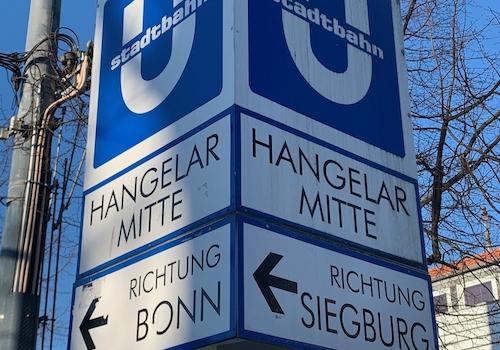 U
stadtbahn
HANGELAR
MITTE
RICHTUNG
BONN
U
stadtbahn
HANGELAR
MITTE
RICHTUNG
SIEGBURG